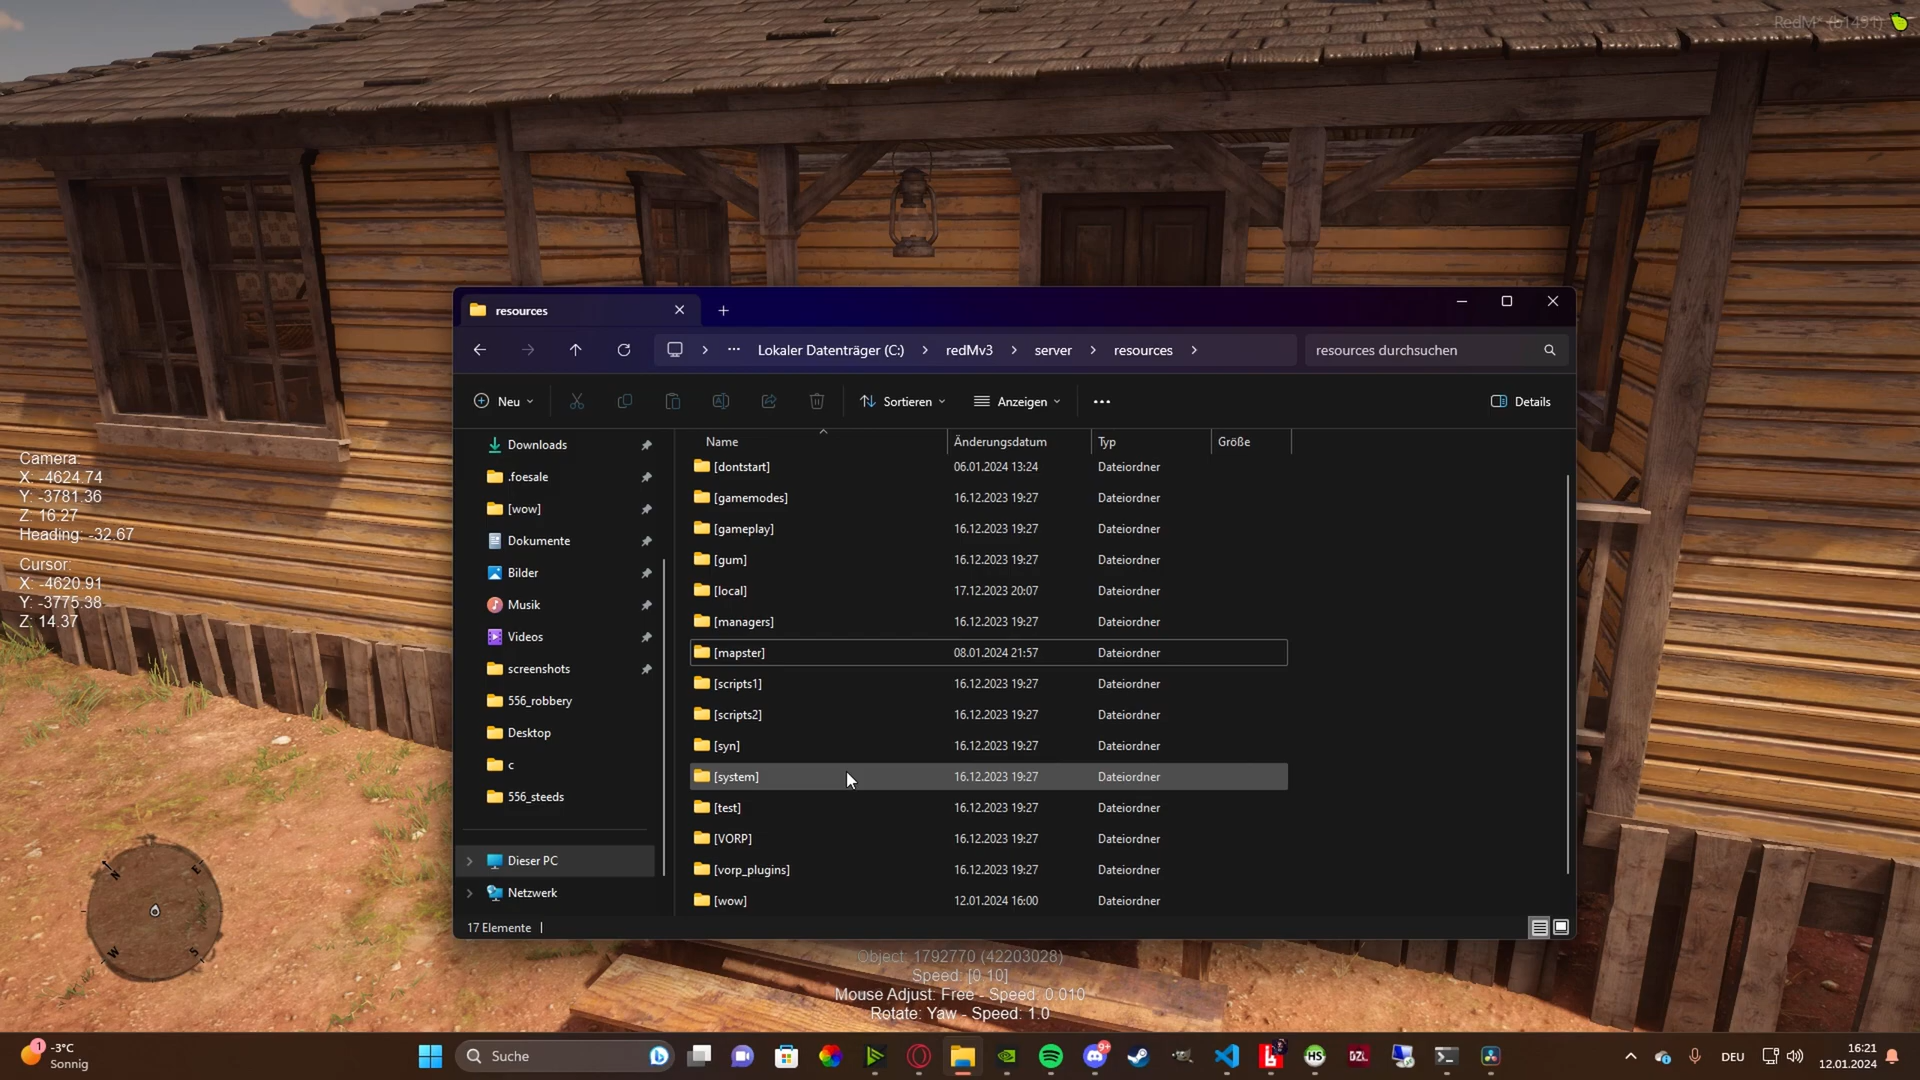 RedM* (b1491)
resources
Lokaler Datenträger (C:)
redMv3
server
resources
resources durchsuchen
Neu
Sortieren
Anzeigen
Details
Downloads
.foesale
[wow]
Dokumente
Bilder
Musik
Videos
screenshots
556_robbery
Desktop
c
556_steeds
Dieser PC
Netzwerk
Name Änderungsdatum Typ Größe
[dontstart] 06.01.2024 13:24 Dateiordner
[gamemodes] 16.12.2023 19:27 Dateiordner
[gameplay] 16.12.2023 19:27 Dateiordner
[gum] 16.12.2023 19:27 Dateiordner
[local] 17.12.2023 20:07 Dateiordner
[managers] 16.12.2023 19:27 Dateiordner
[mapster] 08.01.2024 21:57 Dateiordner
[scripts1] 16.12.2023 19:27 Dateiordner
[scripts2] 16.12.2023 19:27 Dateiordner
[syn] 16.12.2023 19:27 Dateiordner
[system] 16.12.2023 19:27 Dateiordner
[test] 16.12.2023 19:27 Dateiordner
[VORP] 16.12.2023 19:27 Dateiordner
[vorp_plugins] 16.12.2023 19:27 Dateiordner
[wow] 12.01.2024 16:00 Dateiordner
17 Elemente
Camera:
X: -4624.74
Y: -3781.36
Z: 16.27
Heading: -32.67
Cursor:
X: -4620.91
Y: -3775.38
Z: 14.37
N
E
W
S
Object: 1792770 (42203028)
Speed: [0.10]
Mouse Adjust: Free - Speed: 0.010
Rotate: Yaw - Speed: 1.0
1
-3°C
Sonnig
Suche
9+
HS
DZL
DEU
16:21
12.01.2024